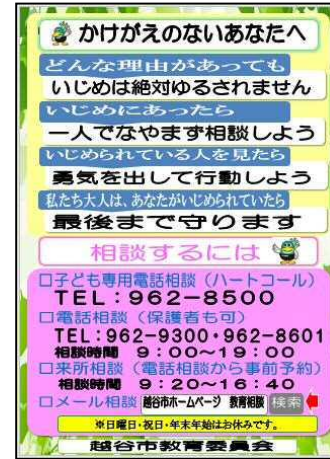 かけがえのないあなたへ
どんな理由があっても
いじめは絶対ゆるされません
いじめにあったら
一人でなやまず相談しよう
いじめられている人を見たら
勇気を出して行動しよう
私たち大人は、あなたがいじめられていたら
最後まで守ります
相談するには
□子ども専用電話相談（ハートコール）
TEL：962−8500
□電話相談（保護者も可）
TEL：962−9300・962−8601
相談時間　9：00〜19：00
□来所相談（電話相談から事前予約）
相談時間　9：20〜16：40
□メール相談 越谷市ホームページ 教育相談 検索
※日曜日・祝日・年末年始はお休みです。
越谷市教育委員会